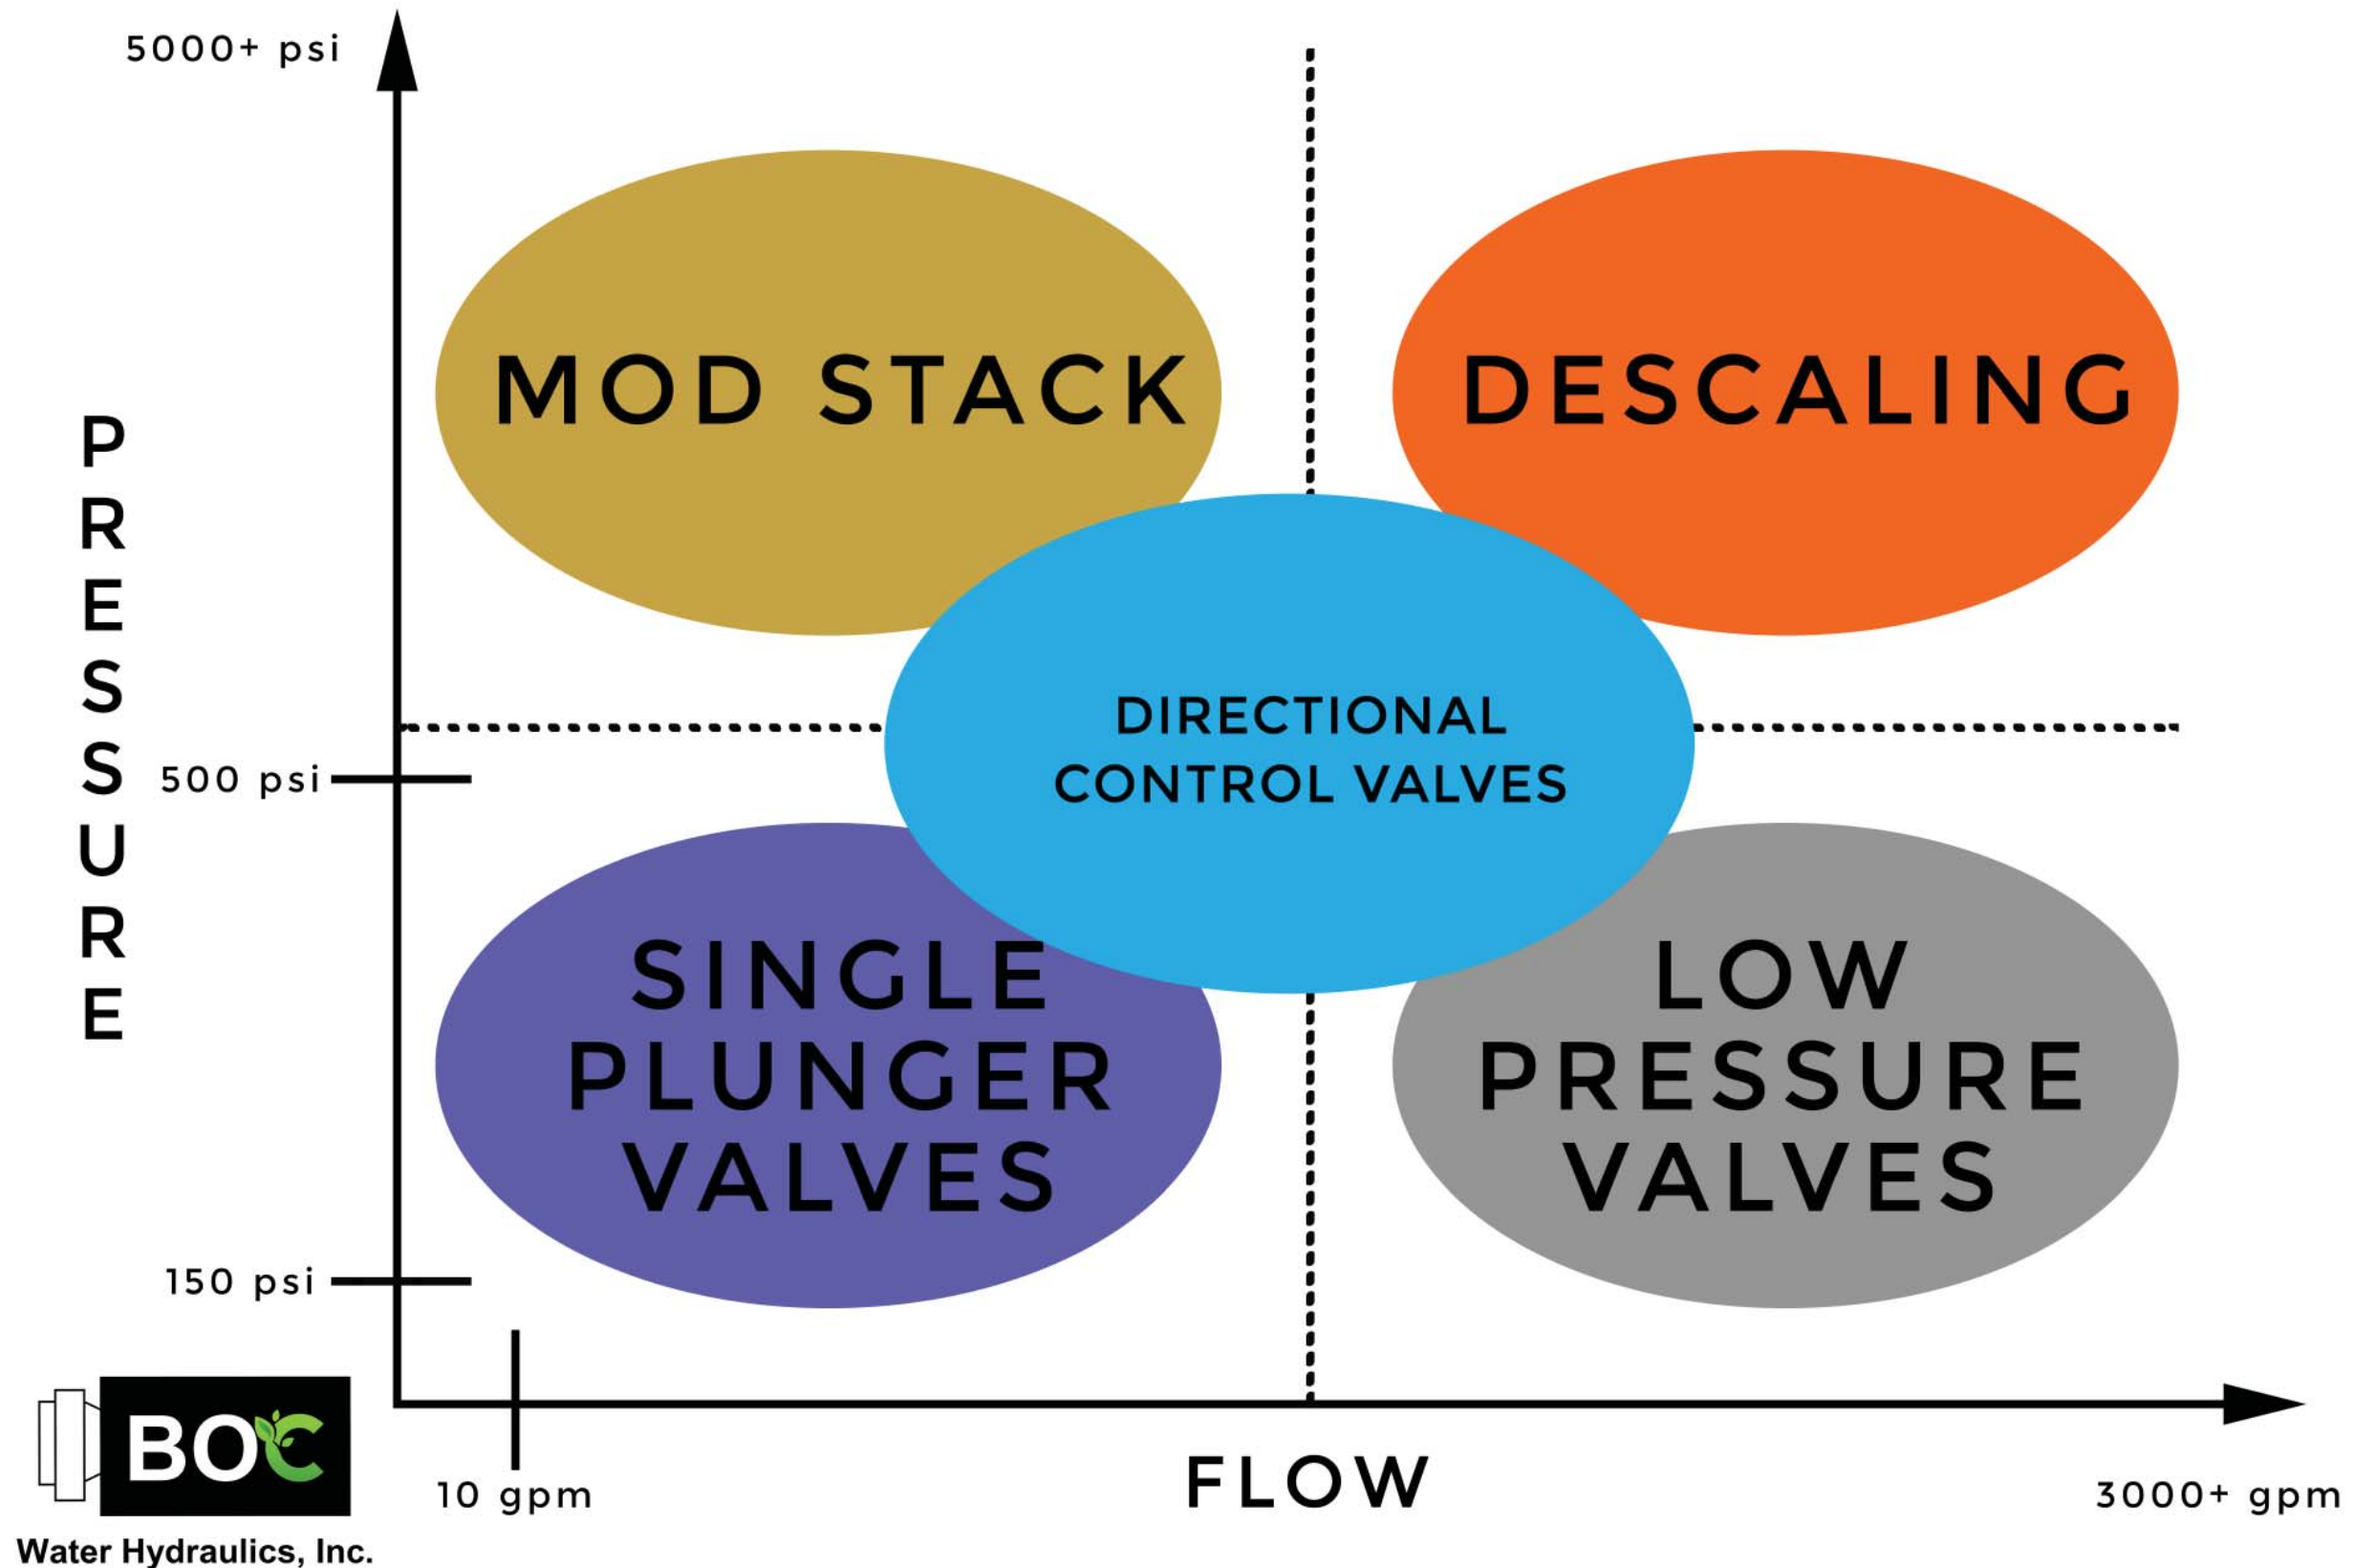 5000+ psi
MOD STACK
DESCALING
PRESSURE
DIRECTIONAL
CONTROL VALVES
500 psi
SINGLE
PLUNGER
VALVES
LOW
PRESSURE
VALVES
150 psi
BOC
10 gpm
FLOW
3000+ gpm
Water Hydraulics, Inc.